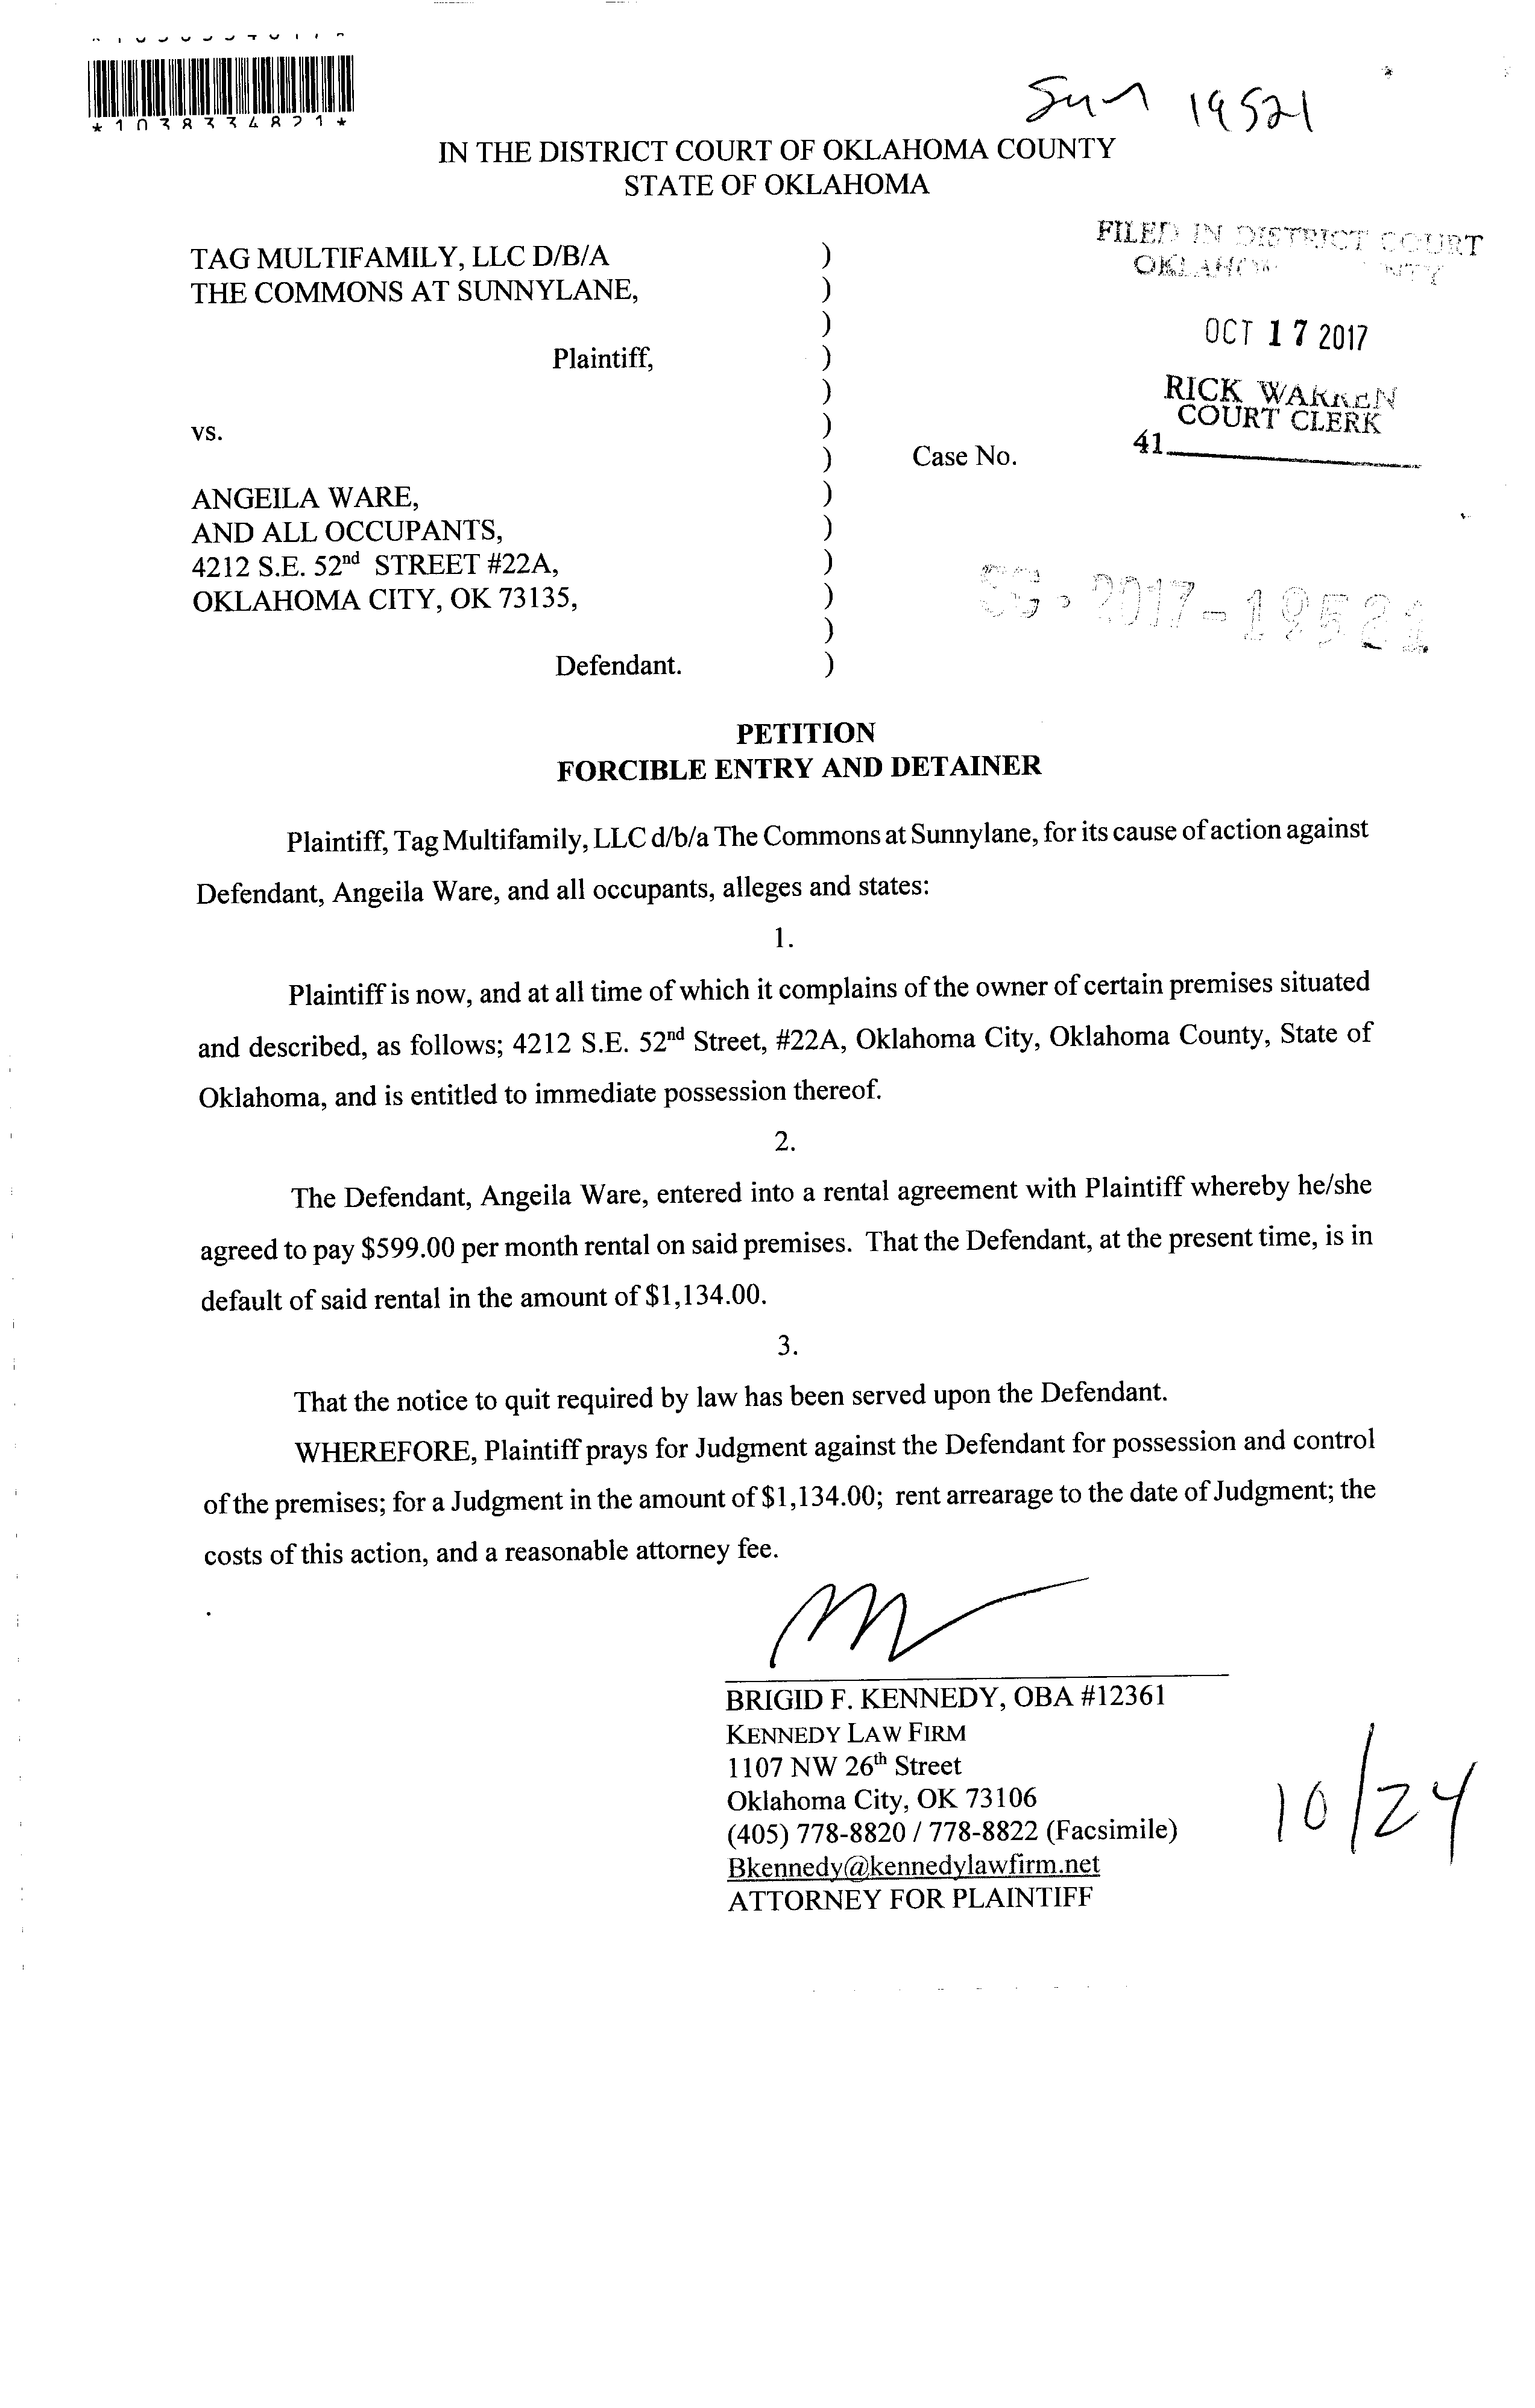 *1038334821*
Sun 19521
IN THE DISTRICT COURT OF OKLAHOMA COUNTY
STATE OF OKLAHOMA
FILED IN DISTRICT COURT
TAG MULTIFAMILY, LLC D/B/A )
THE COMMONS AT SUNNYLANE, )
)
OCT 17 2017
Plaintiff, )
)
RICK WARREN
COURT CLERK
vs. )
41
) Case No.
ANGEILA WARE, )
AND ALL OCCUPANTS, )
4212 S.E. 52nd STREET #22A, )
OKLAHOMA CITY, OK 73135, )
SC-2017-19521
)
Defendant. )
PETITION
FORCIBLE ENTRY AND DETAINER
Plaintiff, Tag Multifamily, LLC d/b/a The Commons at Sunnylane, for its cause of action against
Defendant, Angeila Ware, and all occupants, alleges and states:
1.
Plaintiff is now, and at all time of which it complains of the owner of certain premises situated
and described, as follows; 4212 S.E. 52nd Street, #22A, Oklahoma City, Oklahoma County, State of
Oklahoma, and is entitled to immediate possession thereof.
2.
The Defendant, Angeila Ware, entered into a rental agreement with Plaintiff whereby he/she
agreed to pay $599.00 per month rental on said premises. That the Defendant, at the present time, is in
default of said rental in the amount of $1,134.00.
3.
That the notice to quit required by law has been served upon the Defendant.
WHEREFORE, Plaintiff prays for Judgment against the Defendant for possession and control
of the premises; for a Judgment in the amount of $1,134.00; rent arrearage to the date of Judgment; the
costs of this action, and a reasonable attorney fee.
BRIGID F. KENNEDY, OBA #12361
KENNEDY LAW FIRM
1107 NW 26th Street
Oklahoma City, OK 73106
(405) 778-8820 / 778-8822 (Facsimile)
Bkennedy@kennedylawfirm.net
ATTORNEY FOR PLAINTIFF
10/24